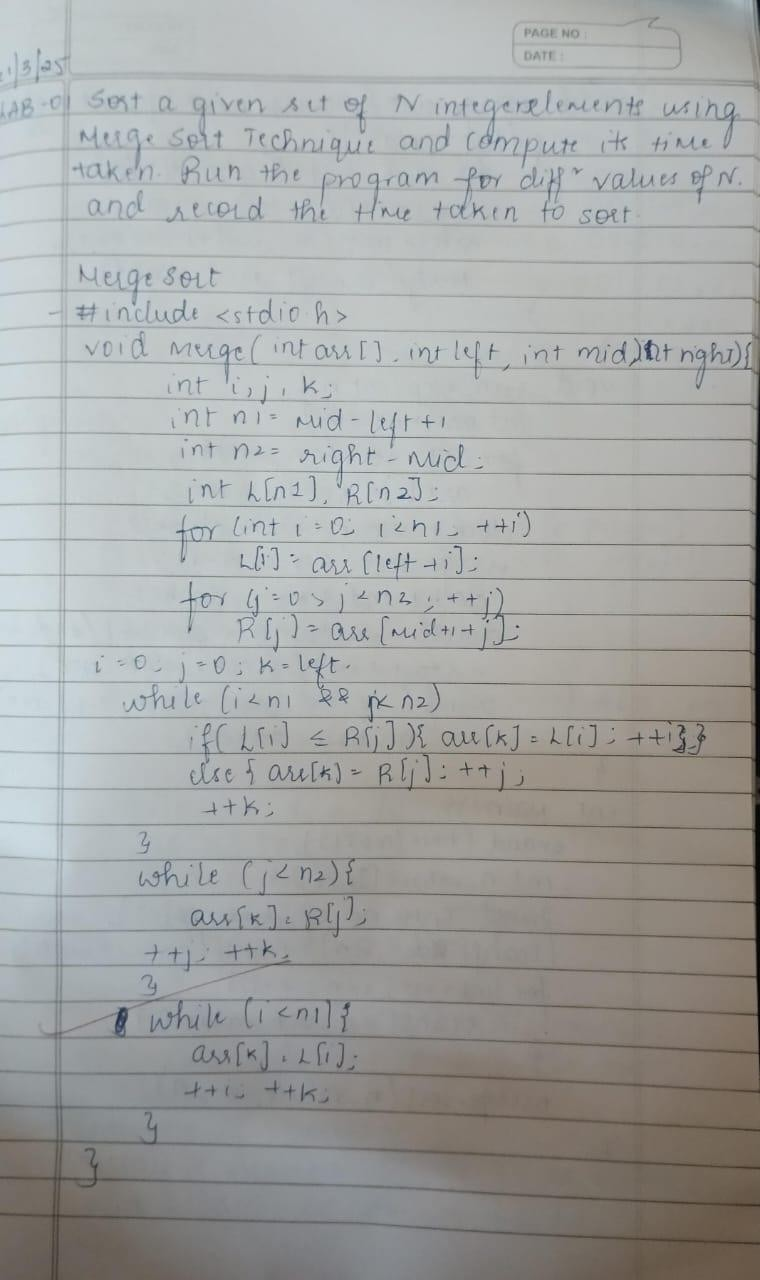 PAGE NO :
DATE :
1/3/25
LAB-01 Sort a given set of N integer elements using
Merge Sort Technique and compute its time
taken. Run the program for diffr values of N.
and record the time taken to sort.
Merge Sort
#include <stdio.h>
void merge(int arr[], int left, int mid, int right){
int i, j, k;
int n1 = mid - left + 1
int n2 = right - mid;
int L[n1], R[n2];
for (int i = 0; i < n1; ++i)
L[i] = arr[left + i];
for (j = 0; j < n2; ++j)
R[j] = arr[mid+1+j];
i = 0; j = 0; k = left.
while (i < n1 && j < n2)
if( L[i] ≤ R[j] ){ arr[k] = L[i]; ++i}}
else { arr[k] = R[j]; ++j;
++k;
}
while (j < n2){
arr[k] = R[j];
++j; ++k;
}
while (i < n1){
arr[k] = L[i];
++i; ++k;
}
}